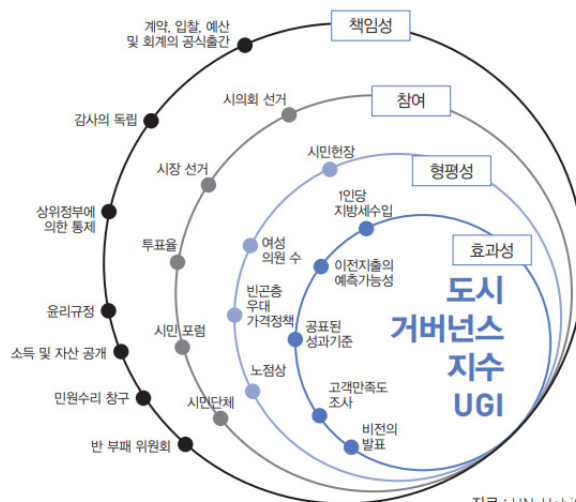 책임성
계약, 입찰, 예산
및 회계의 공식출간
감사의 독립
상위정부에
의한 통제
윤리규정
소득 및 자산 공개
민원수리 창구
반 부패 위원회
참여
시의회 선거
시장 선거
투표율
시민 포럼
시민단체
형평성
시민헌장
여성
의원 수
빈곤층
우대
가격정책
노점상
효과성
1인당
지방세수입
이전지출의
예측가능성
공표된
성과기준
고객만족도
조사
비전의
발표
도시
거버넌스
지수
UGI
자료 : UN